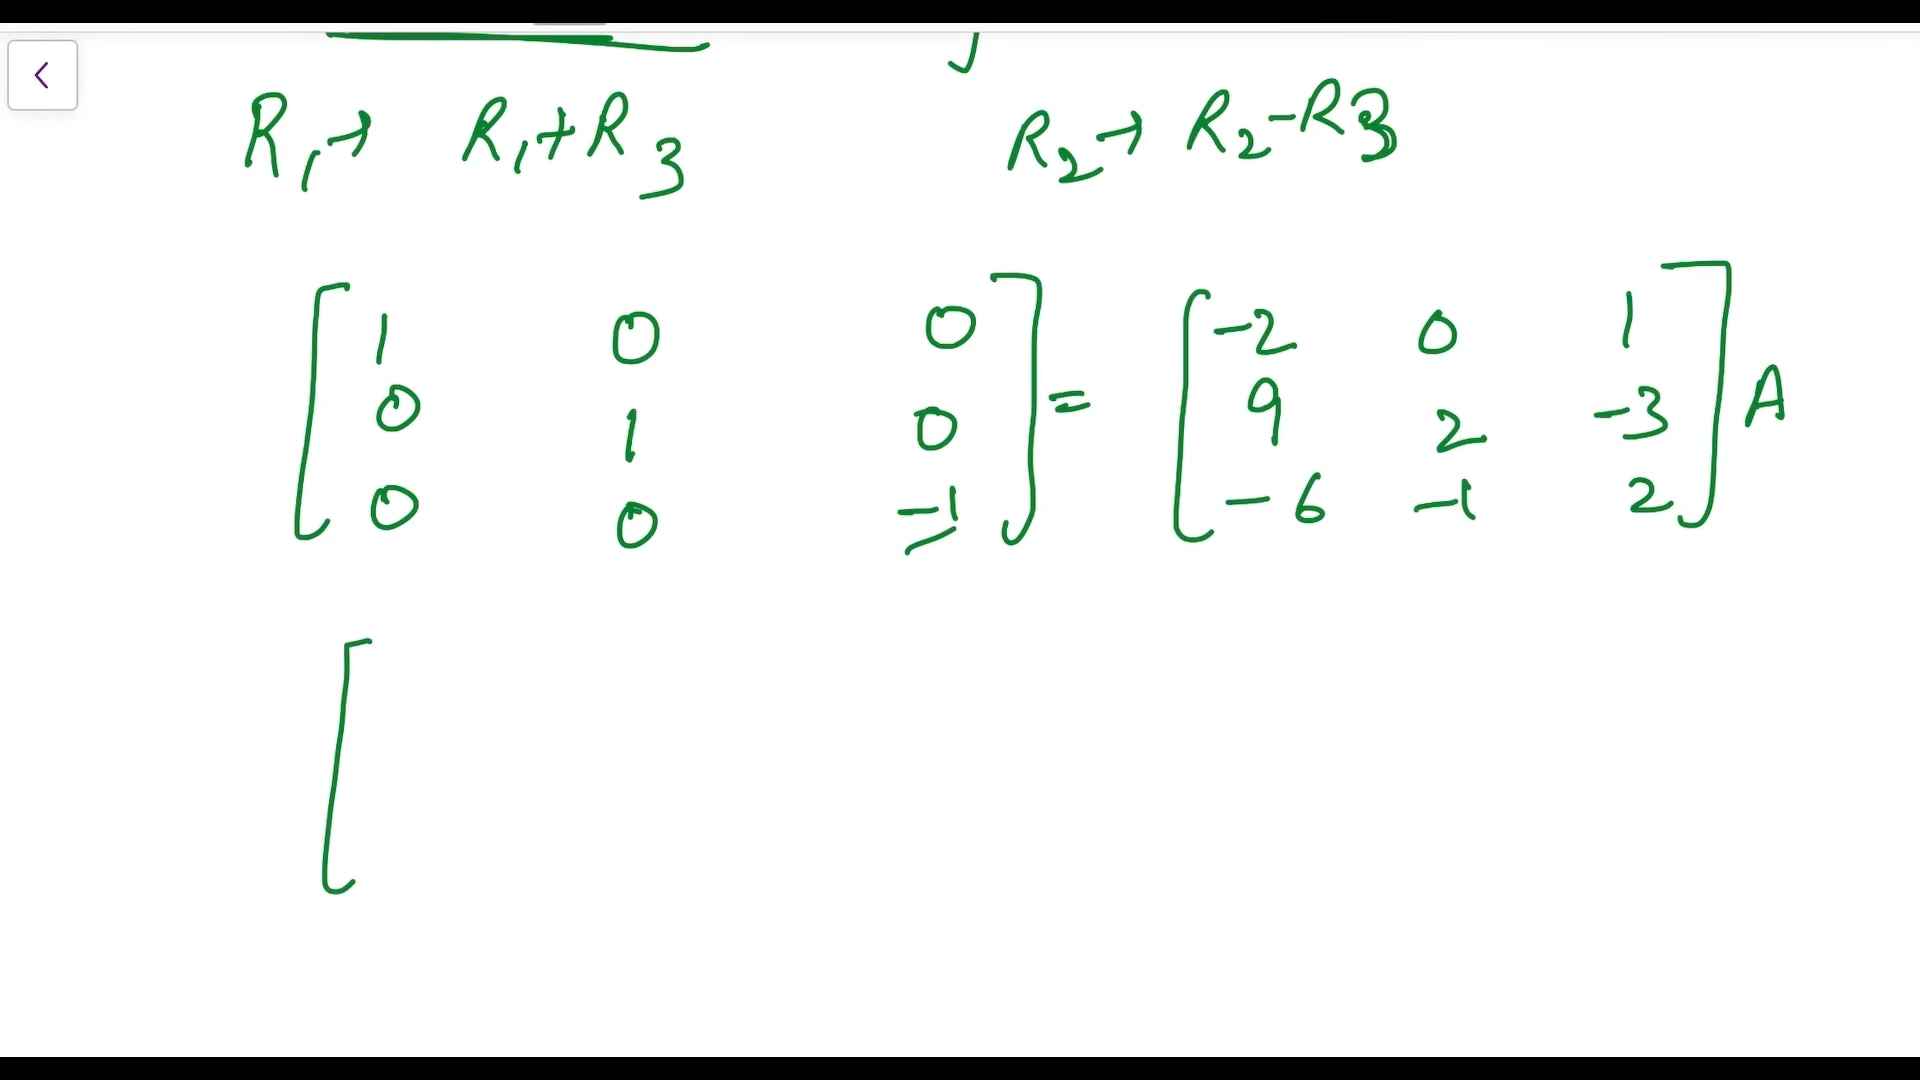 R₁ → R₁ + R₃ R₂ → R₂ - R₃
[ 1 0 0 ] = [ -2 0 1 ] A
[ 0 1 0 ] [ 9 2 -3 ]
[ 0 0 -1 ] [ -6 -1 2 ]
[